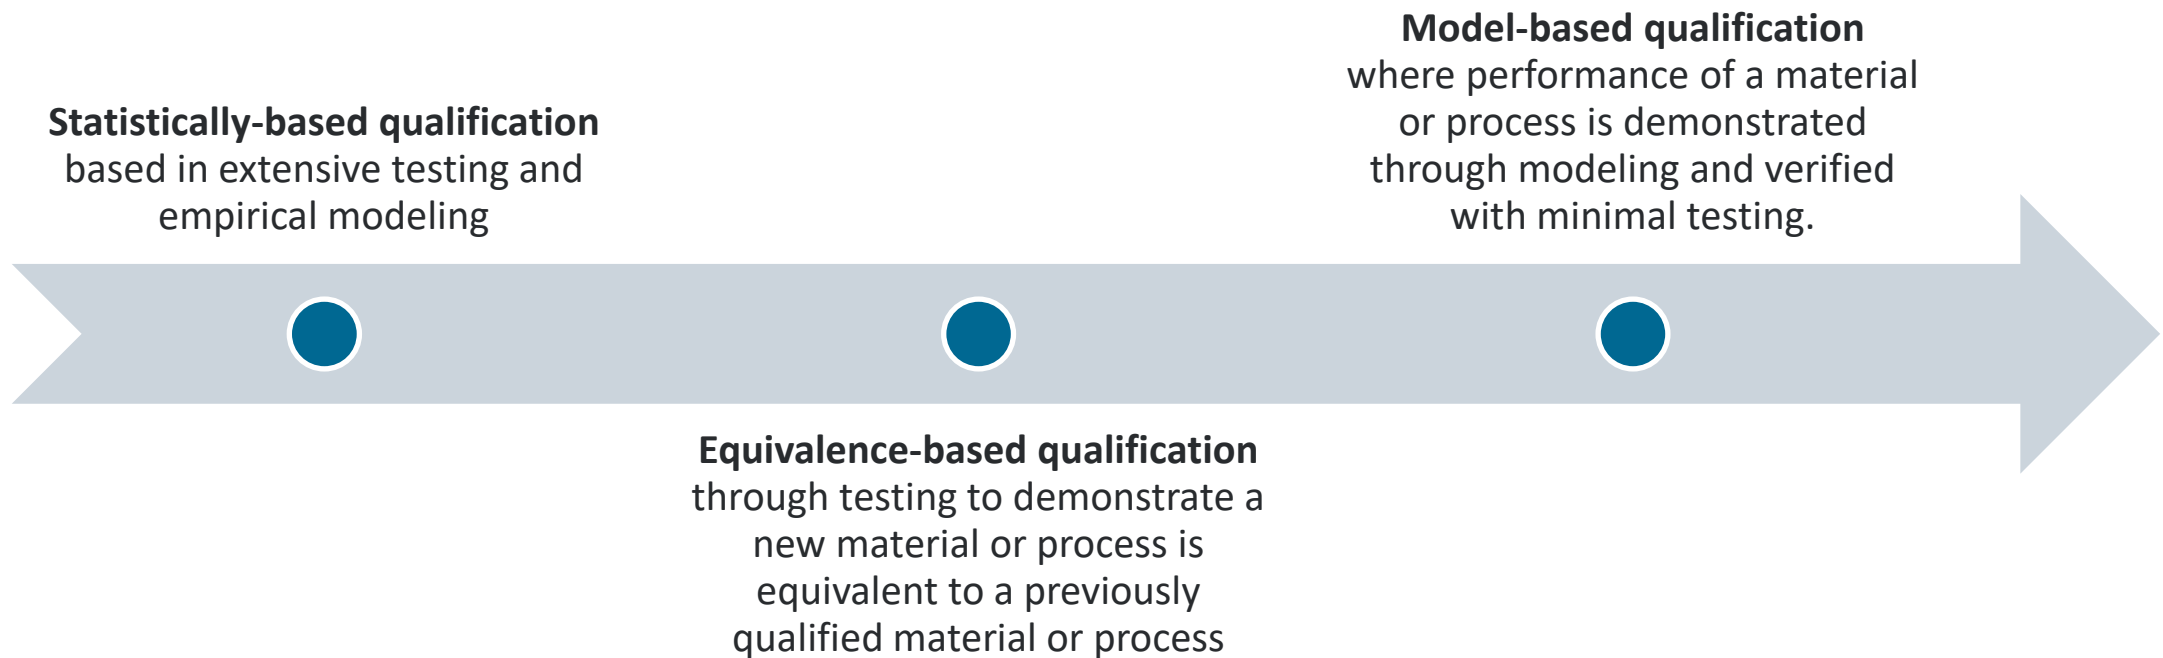 Statistically-based qualification
based in extensive testing and
empirical modeling
Equivalence-based qualification
through testing to demonstrate a
new material or process is
equivalent to a previously
qualified material or process
Model-based qualification
where performance of a material
or process is demonstrated
through modeling and verified
with minimal testing.